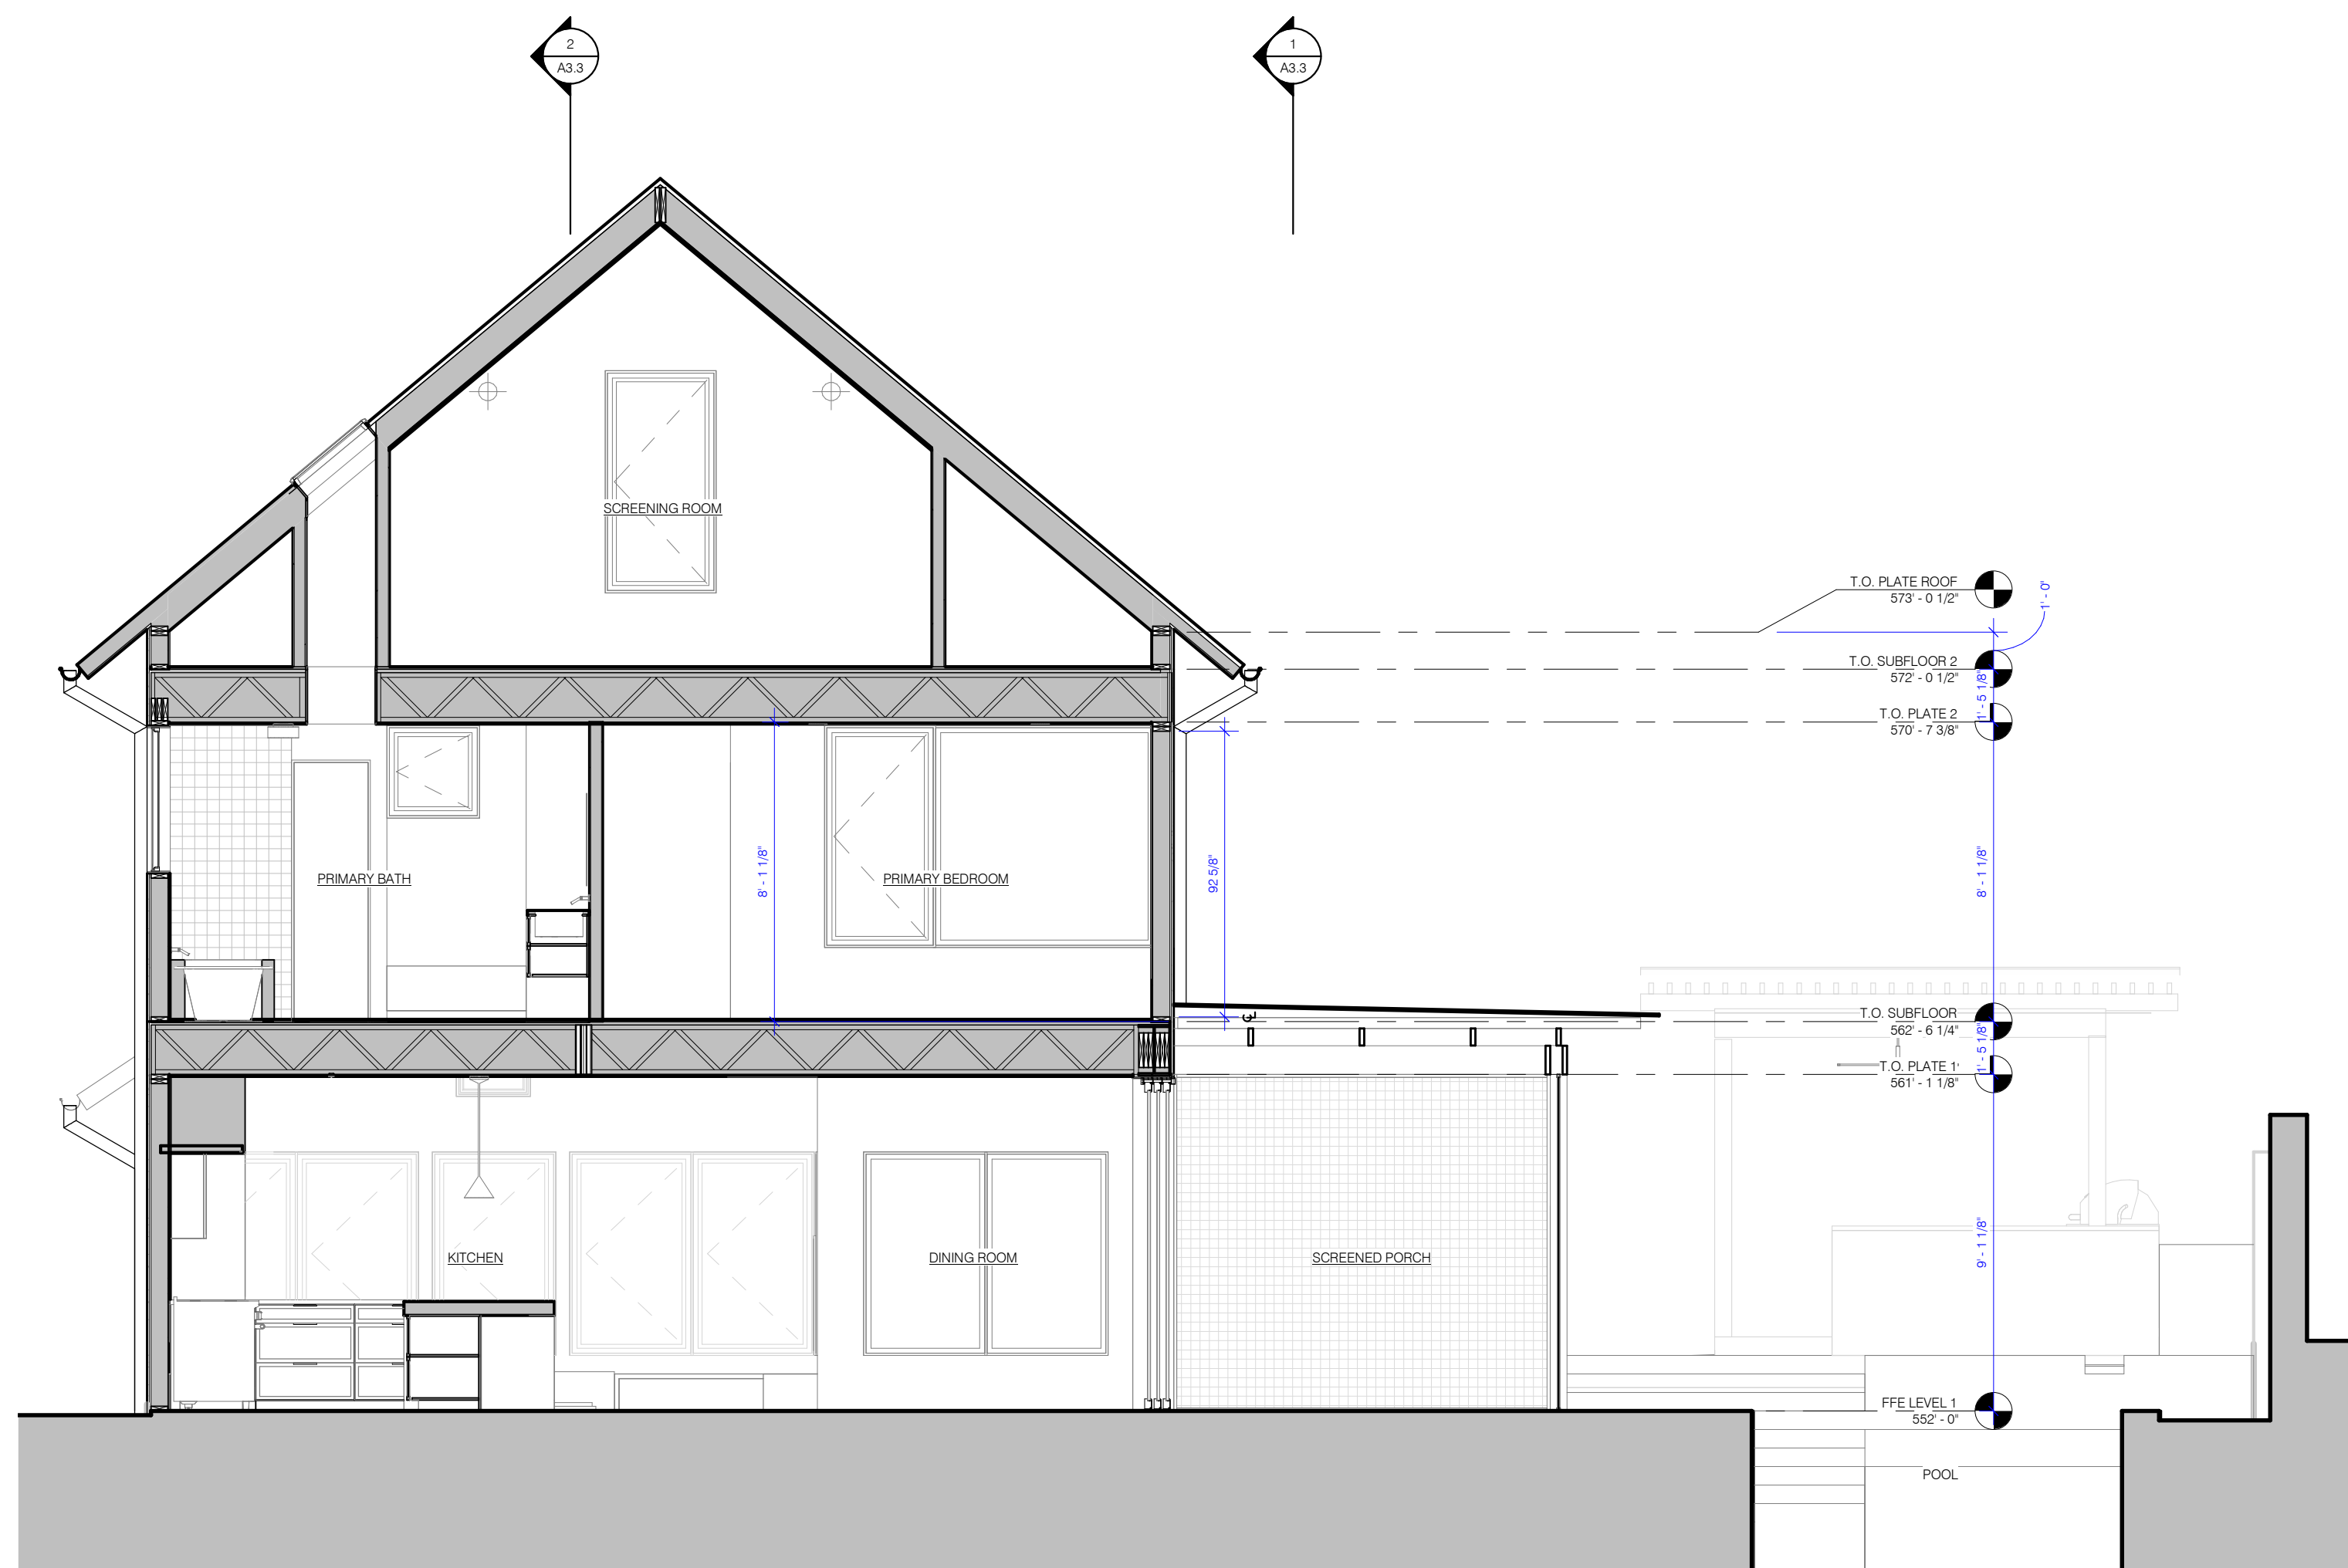 2
A3.3
1
A3.3
SCREENING ROOM
T.O. PLATE ROOF
573' - 0 1/2"
1' - 0"
T.O. SUBFLOOR 2
572' - 0 1/2"
1' - 5 1/8"
T.O. PLATE 2
570' - 7 3/8"
PRIMARY BATH
8' - 1 1/8"
PRIMARY BEDROOM
92 5/8"
8' - 1 1/8"
T.O. SUBFLOOR
562' - 6 1/4"
1' - 5 1/8"
T.O. PLATE 1
561' - 1 1/8"
KITCHEN
DINING ROOM
SCREENED PORCH
9' - 1 1/8"
FFE LEVEL 1
552' - 0"
POOL